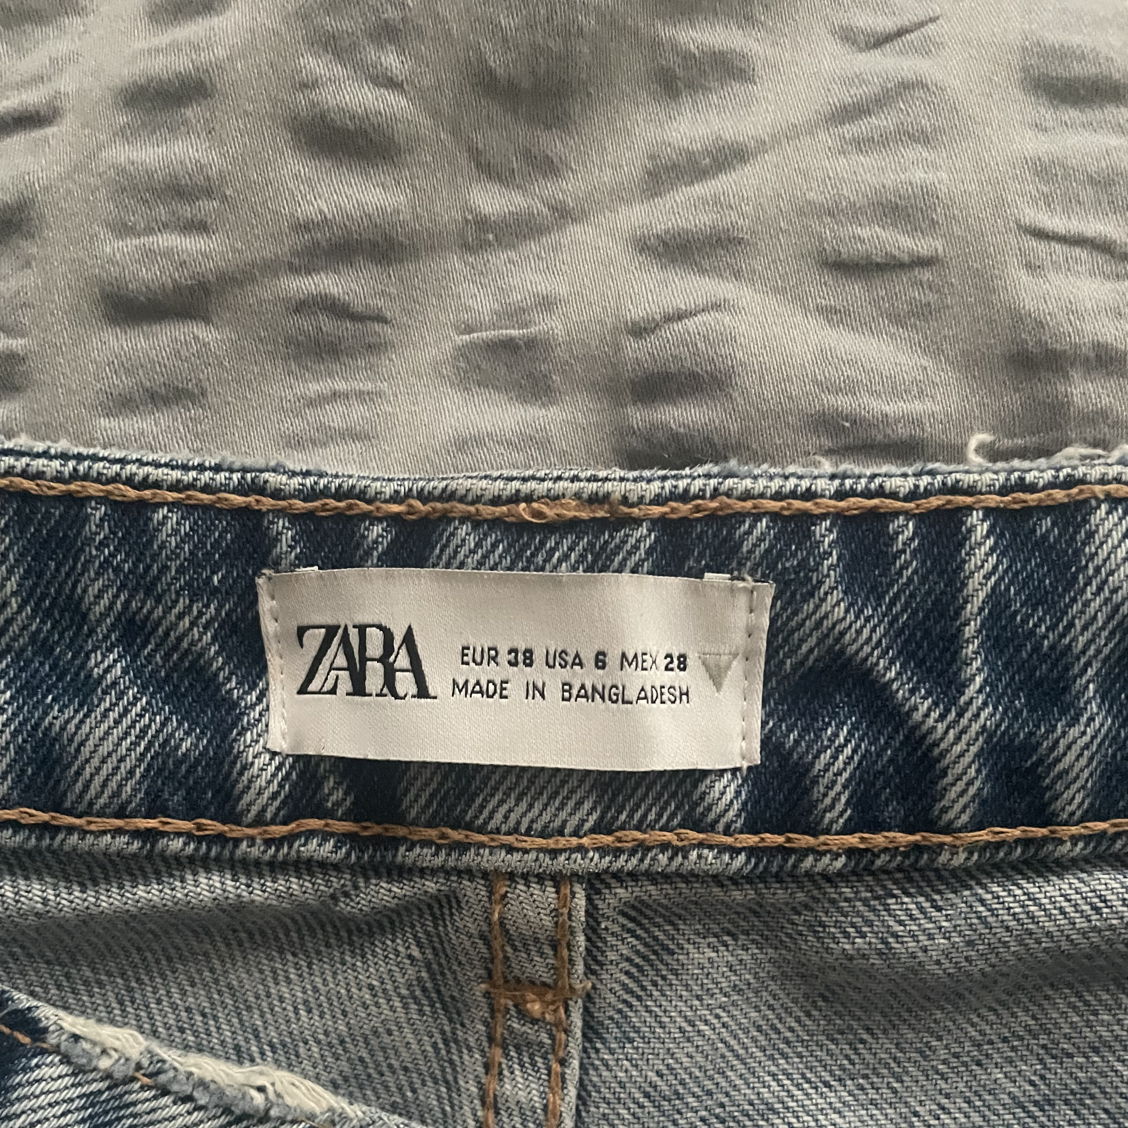 ZARA
EUR 38 USA 6 MEX 28
MADE IN BANGLADESH